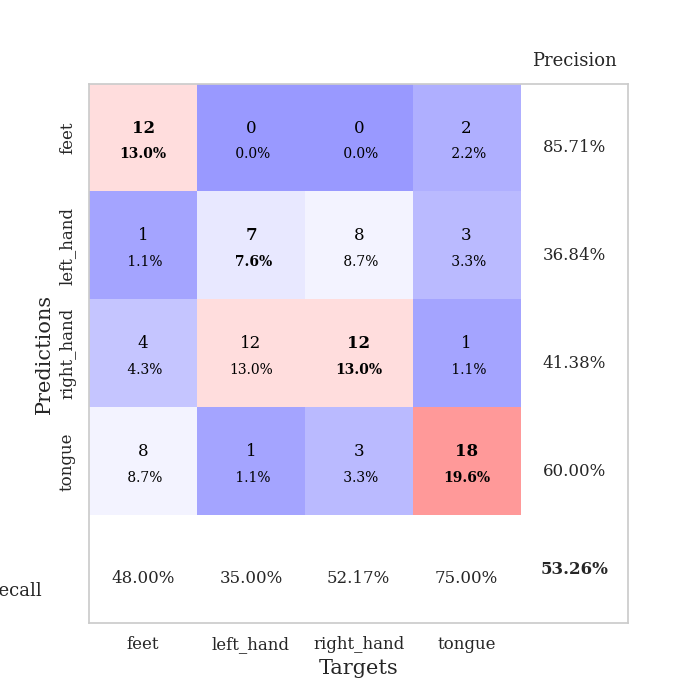 Precision
feet
12 0 0 2
13.0% 0.0% 0.0% 2.2%
85.71%
left_hand
1 7 8 3
1.1% 7.6% 8.7% 3.3%
36.84%
Predictions
right_hand
4 12 12 1
4.3% 13.0% 13.0% 1.1%
41.38%
tongue
8 1 3 18
8.7% 1.1% 3.3% 19.6%
60.00%
ecall
48.00% 35.00% 52.17% 75.00%
53.26%
feet left_hand right_hand tongue
Targets